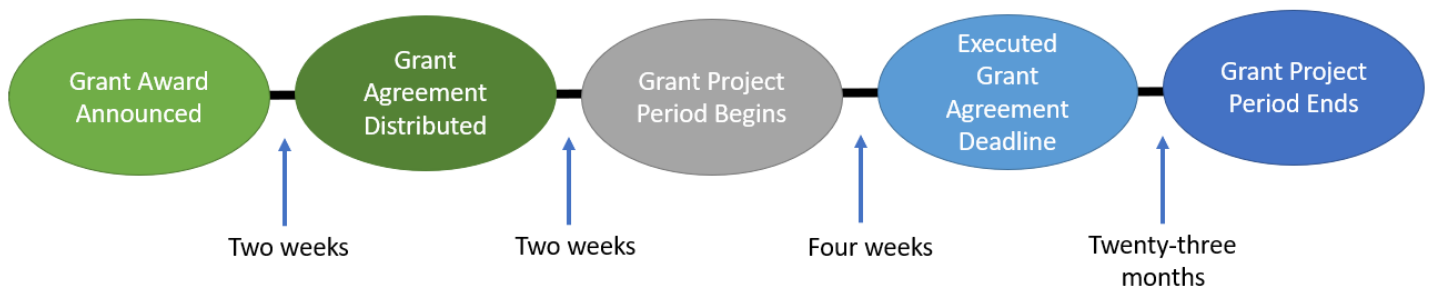 Grant Award
Announced
Grant
Agreement
Distributed
Grant Project
Period Begins
Executed
Grant
Agreement
Deadline
Grant Project
Period Ends
Two weeks
Two weeks
Four weeks
Twenty-three
months